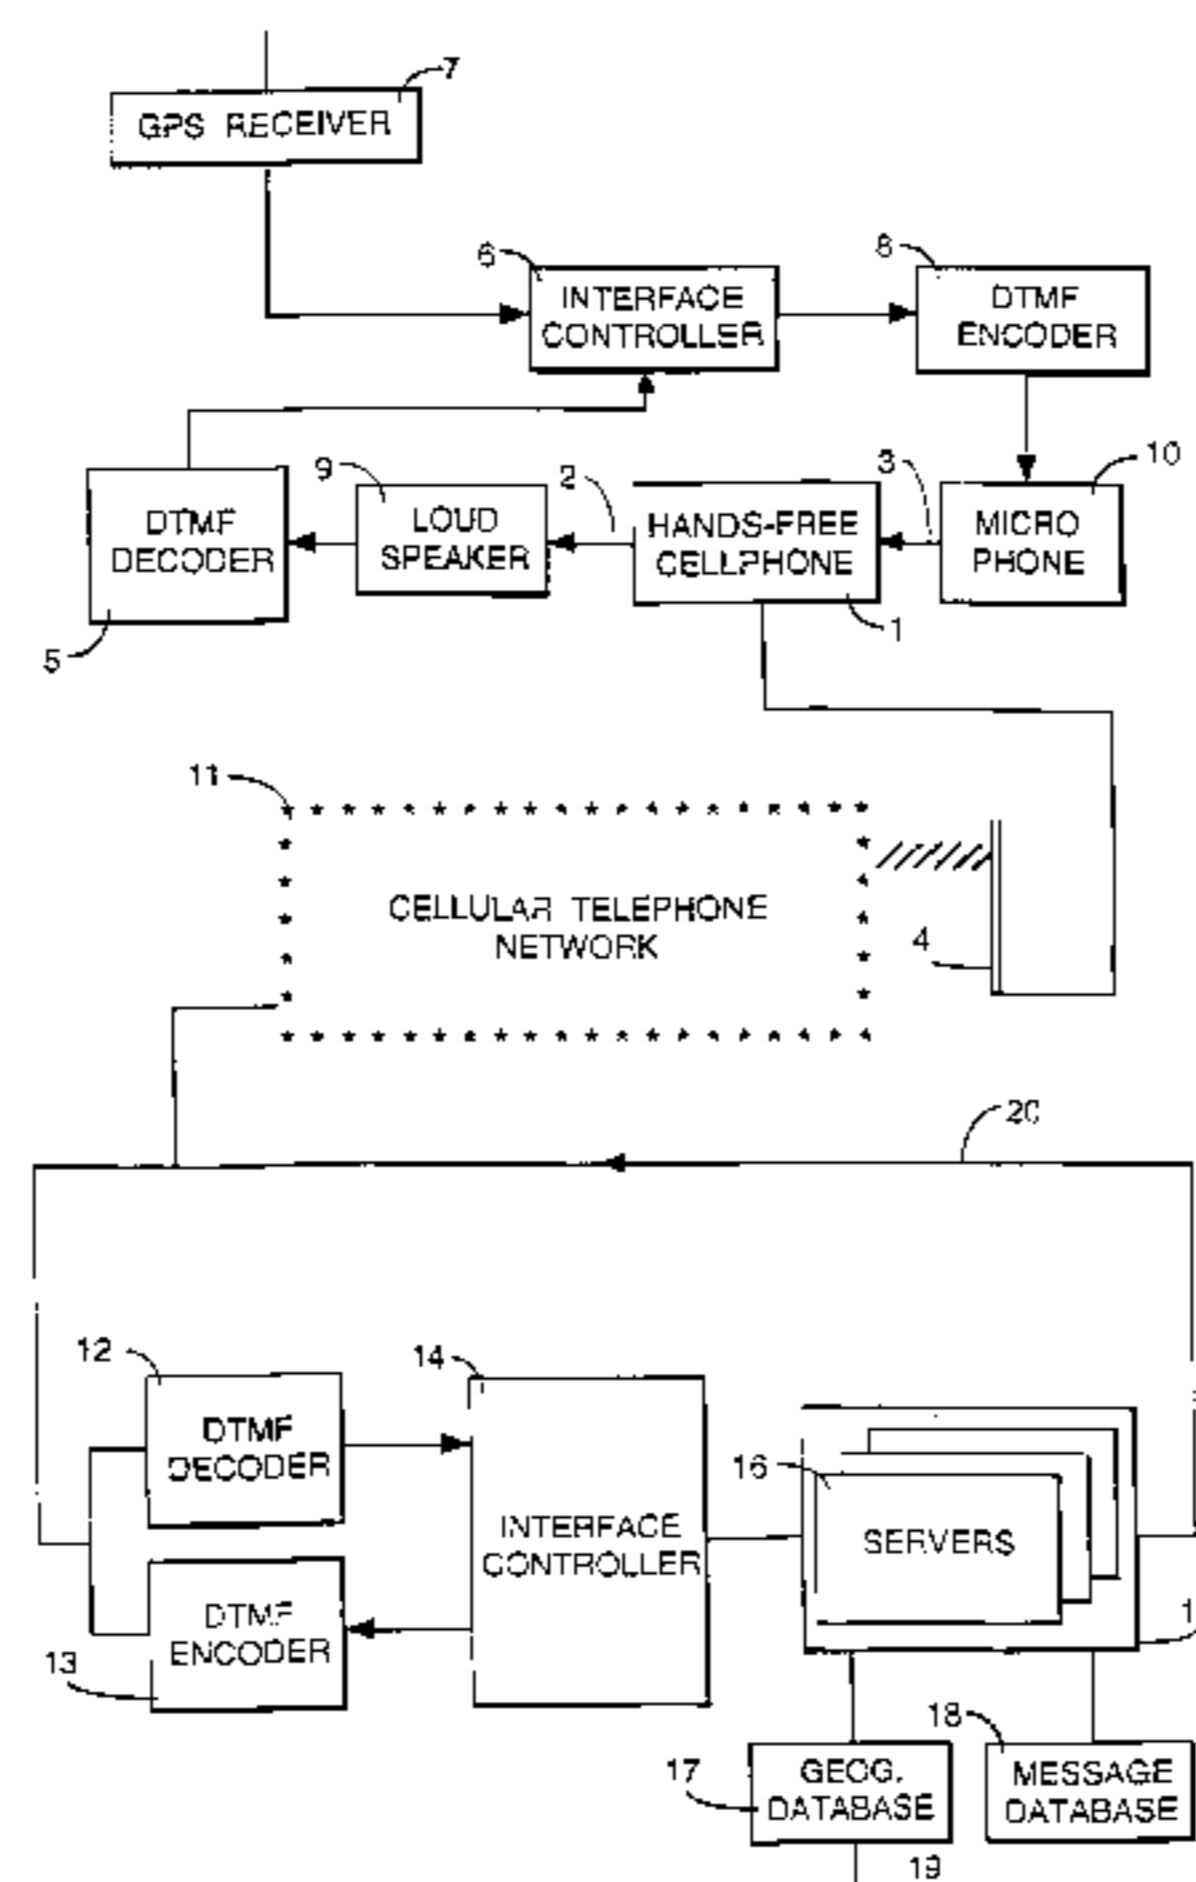 7
GPS RECEIVER
6
INTERFACE
CONTROLLER
8
DTMF
ENCODER
5
DTMF
DECODER
9
LOUD
SPEAKER
2
HANDS-FREE
CELLPHONE
1
3
10
MICRO
PHONE
11
CELLULAR TELEPHONE
NETWORK
4
20
12
DTMF
DECODER
13
DTMF
ENCODER
14
INTERFACE
CONTROLLER
16
SERVERS
1
17
GEOG.
DATABASE
18
MESSAGE
DATABASE
19